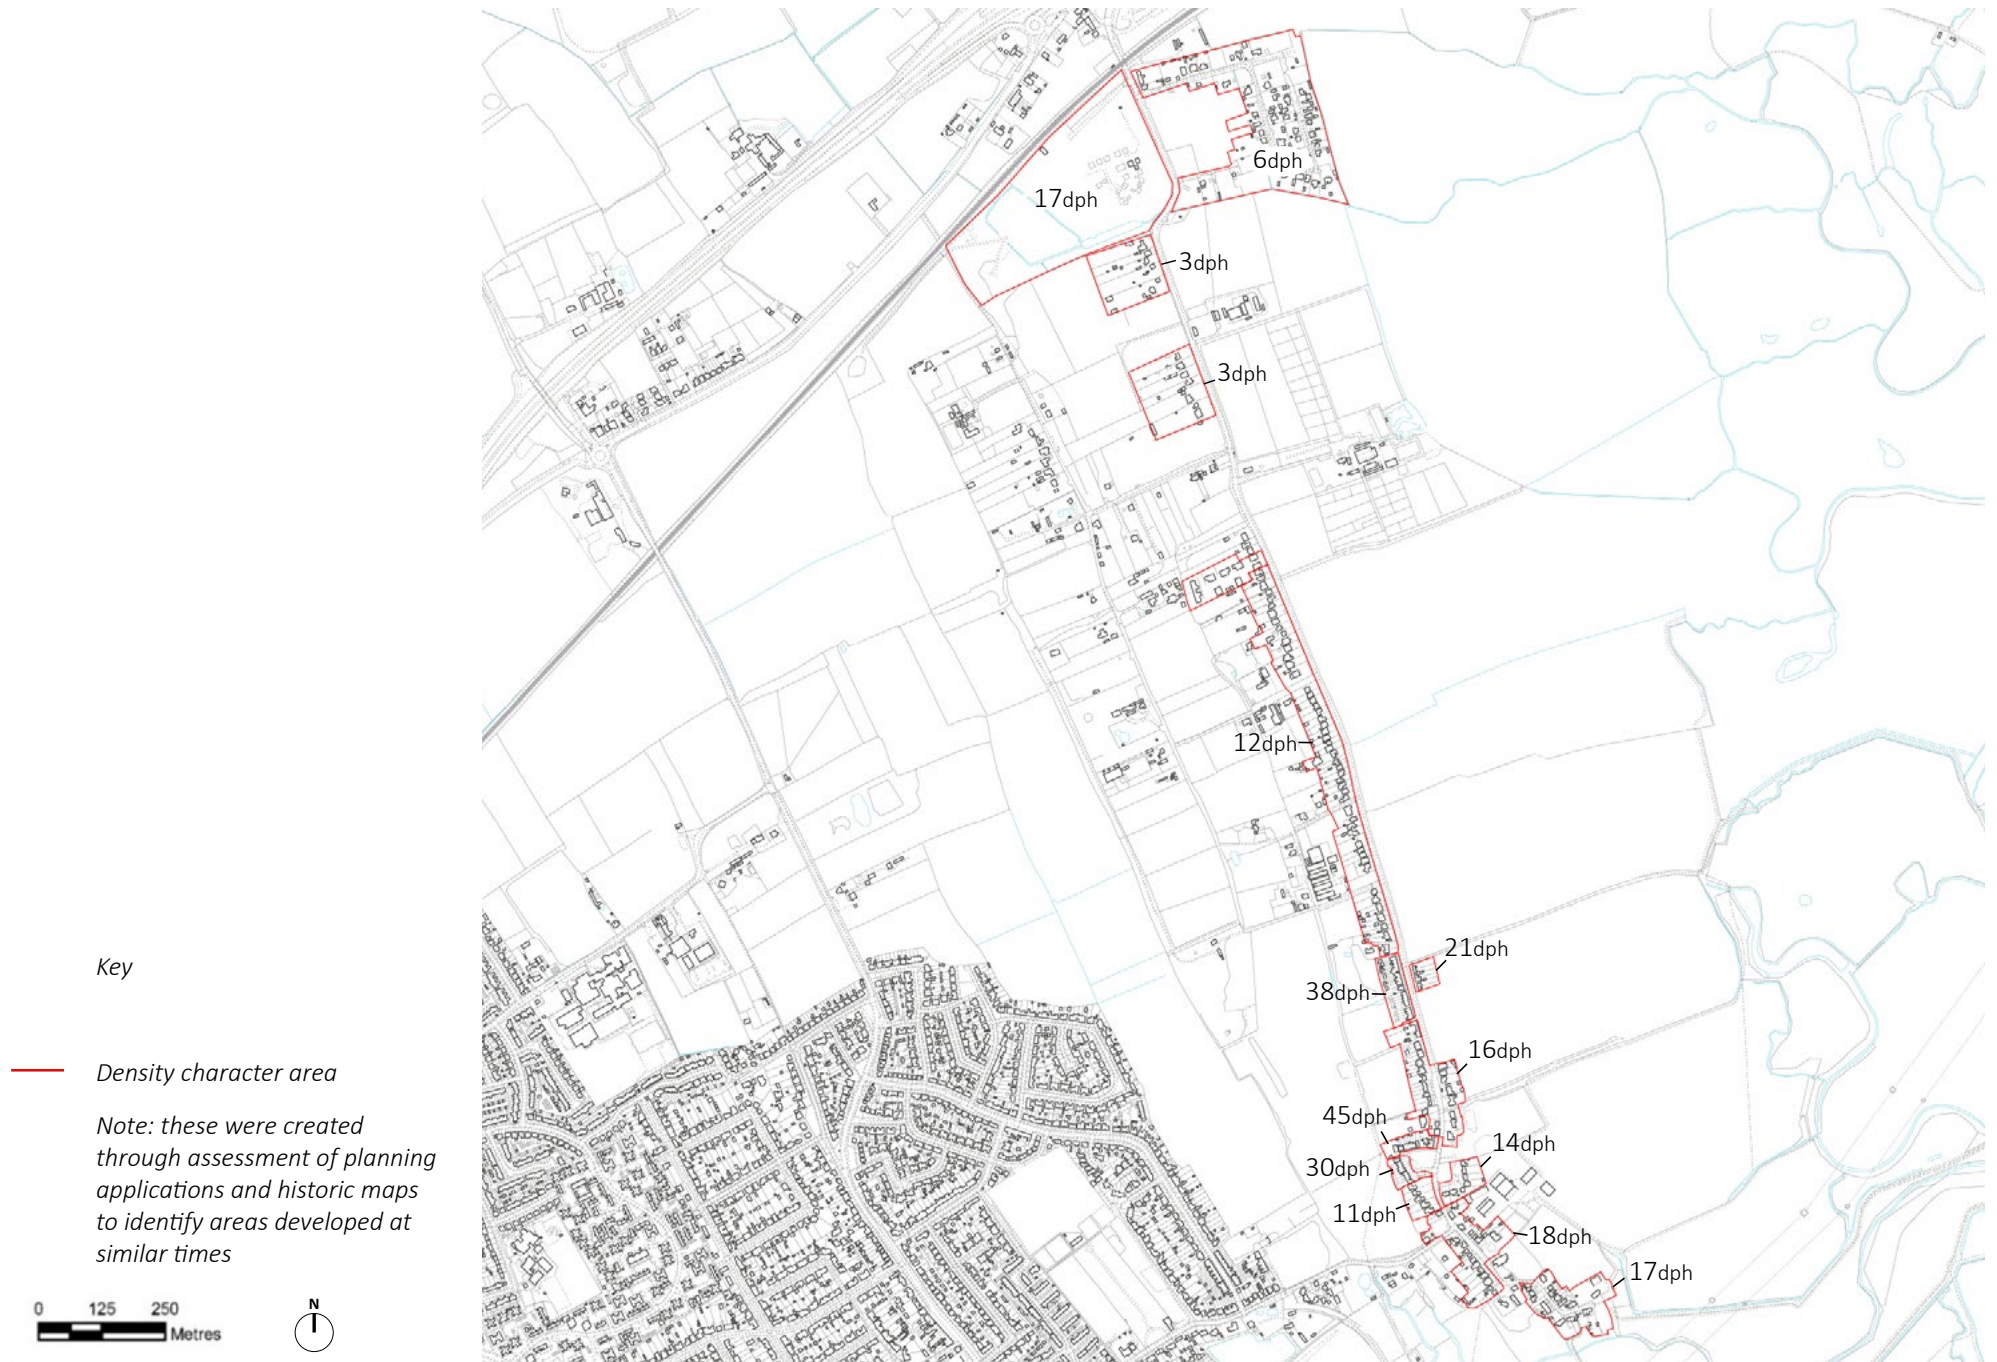 6dph
17dph
3dph
3dph
12dph
21dph
38dph
16dph
45dph
14dph
30dph
11dph
18dph
17dph
Key
Density character area
Note: these were created
through assessment of planning
applications and historic maps
to identify areas developed at
similar times
0 125 250
Metres
N